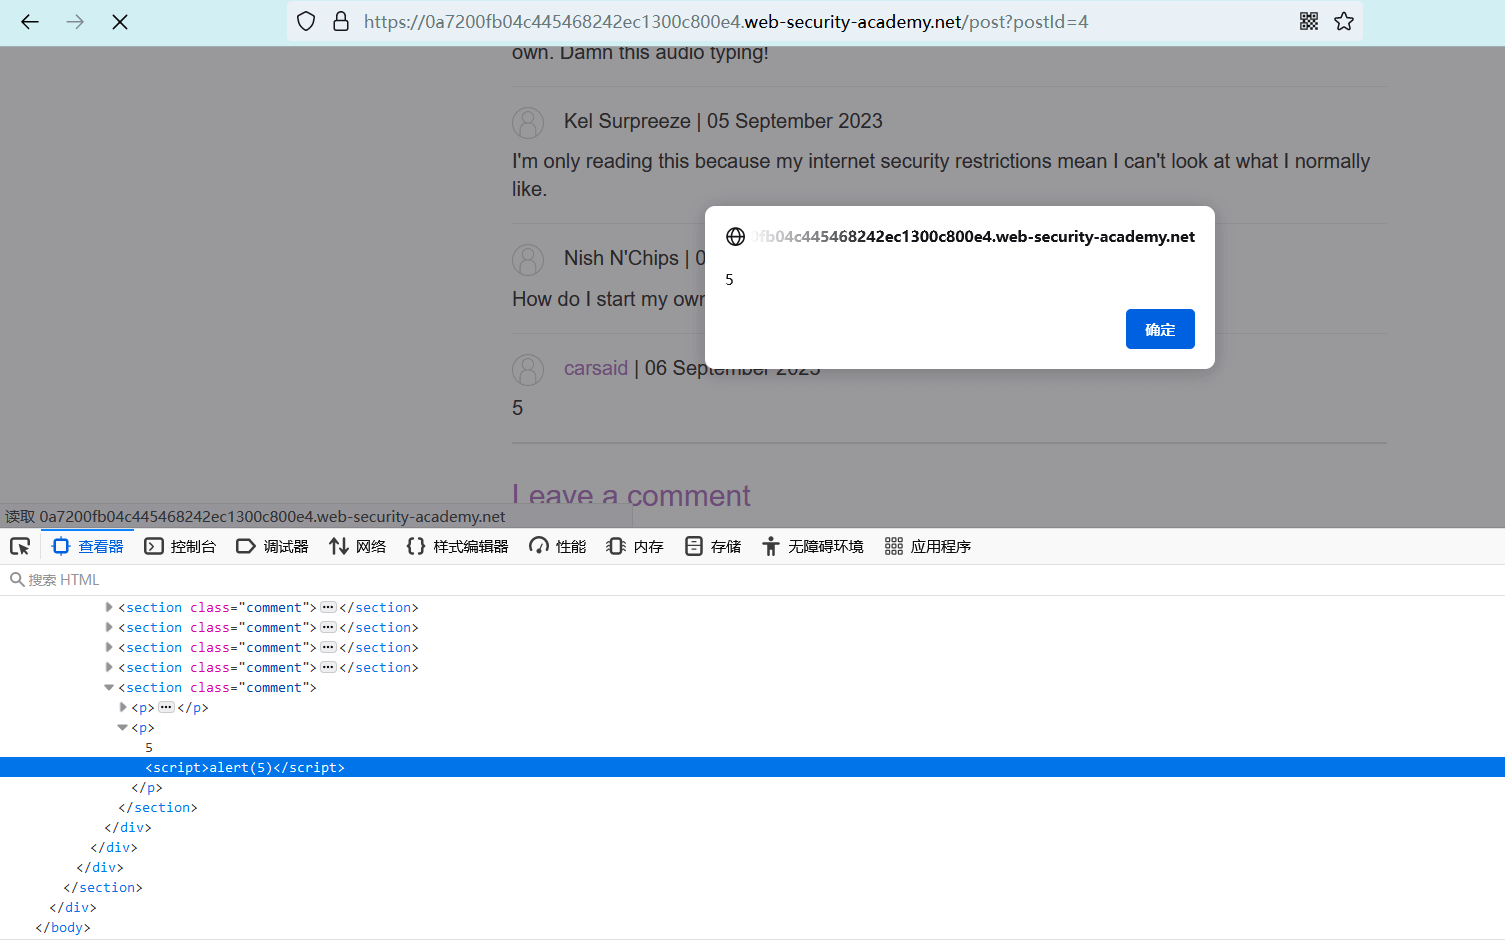 https://0a7200fb04c445468242ec1300c800e4.web-security-academy.net/post?postId=4
own. Damn this audio typing!
Kel Surpreeze | 05 September 2023
I'm only reading this because my internet security restrictions mean I can't look at what I normally
like.
0fb04c445468242ec1300c800e4.web-security-academy.net
5
确定
Nish N'Chips | 0
How do I start my own
carsaid | 06 September 2023
5
Leave a comment
读取 0a7200fb04c445468242ec1300c800e4.web-security-academy.net
查看器 控制台 调试器 网络 样式编辑器 性能 内存 存储 无障碍环境 应用程序
搜索 HTML
<section class="comment">…</section>
<section class="comment">…</section>
<section class="comment">…</section>
<section class="comment">…</section>
<section class="comment">
<p>…</p>
<p>
5
<script>alert(5)</script>
</p>
</section>
</div>
</div>
</div>
</section>
</div>
</body>